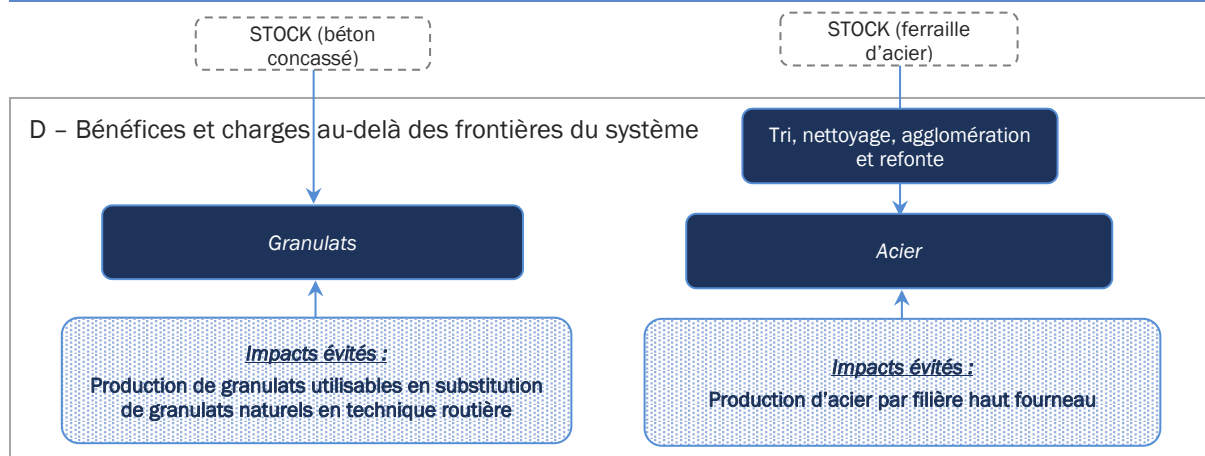 STOCK (béton
concassé)
STOCK (ferraille
d'acier)
D – Bénéfices et charges au-delà des frontières du système
Tri, nettoyage, agglomération
et refonte
Granulats
Acier
Impacts évités :
Production de granulats utilisables en substitution
de granulats naturels en technique routière
Impacts évités :
Production d'acier par filière haut fourneau